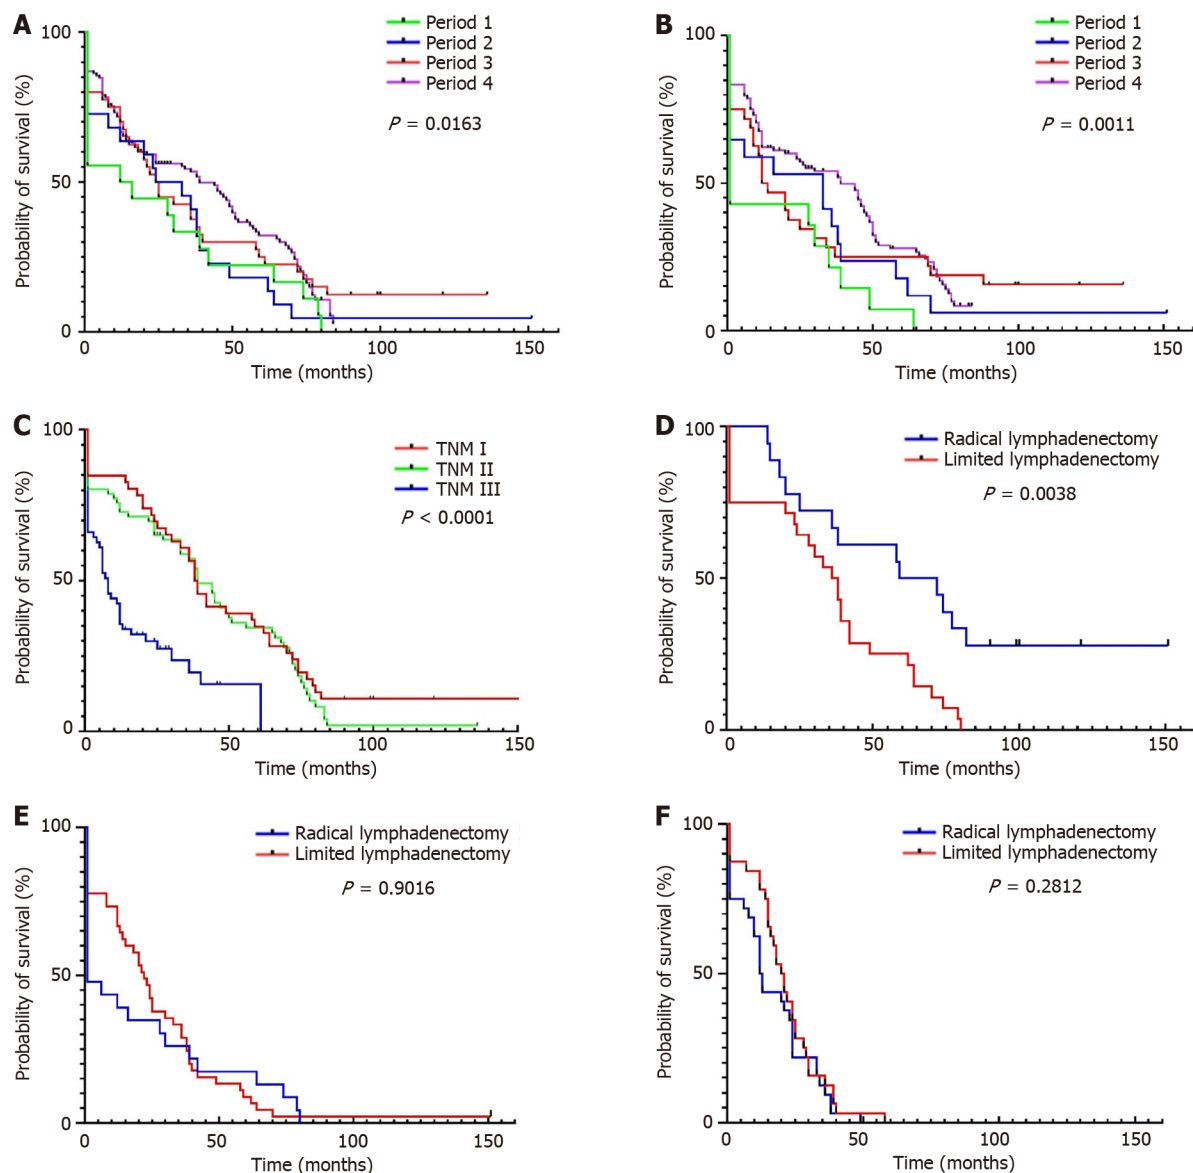 A
Period 1
Period 2
Period 3
Period 4
P = 0.0163
Probability of survival (%)
100
50
0
0 50 100 150
Time (months)
B
Period 1
Period 2
Period 3
Period 4
P = 0.0011
Probability of survival (%)
100
50
0
0 50 100 150
Time (months)
C
TNM I
TNM II
TNM III
P < 0.0001
Probability of survival (%)
100
50
0
0 50 100 150
Time (months)
D
Radical lymphadenectomy
Limited lymphadenectomy
P = 0.0038
Probability of survival (%)
100
50
0
0 50 100 150
Time (months)
E
Radical lymphadenectomy
Limited lymphadenectomy
P = 0.9016
Probability of survival (%)
100
50
0
0 50 100 150
Time (months)
F
Radical lymphadenectomy
Limited lymphadenectomy
P = 0.2812
Probability of survival (%)
100
50
0
0 50 100 150
Time (months)